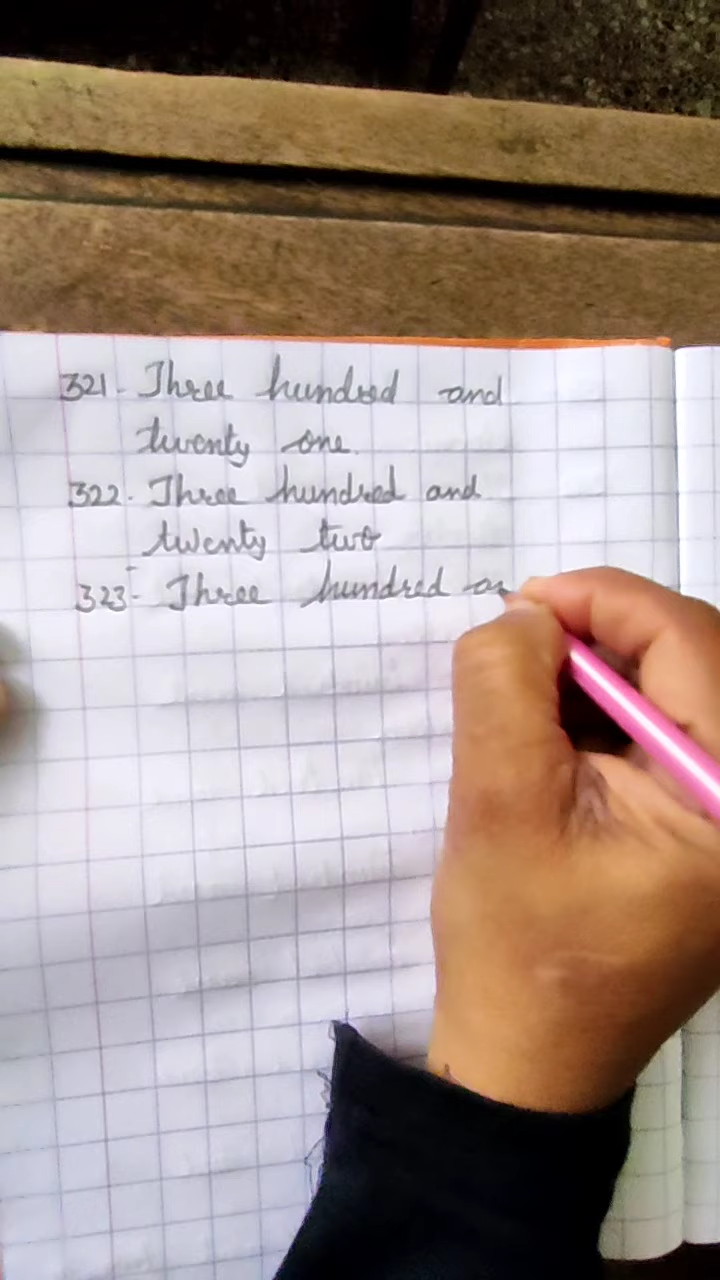 321. Three hundred and
twenty one.
322. Three hundred and
twenty two
323. Three hundred